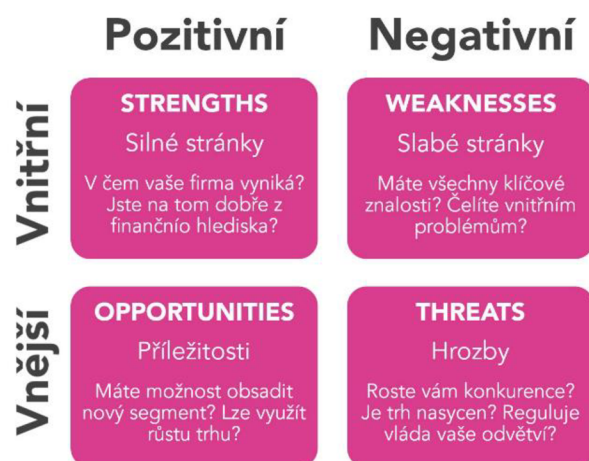 Pozitivní
Negativní
Vnitřní
STRENGTHS
Silné stránky
V čem vaše firma vyniká?
Jste na tom dobře z
finančnío hlediska?
WEAKNESSES
Slabé stránky
Máte všechny klíčové
znalosti? Čelíte vnitřním
problémům?
Vnější
OPPORTUNITIES
Příležitosti
Máte možnost obsadit
nový segment? Lze využít
růstu trhu?
THREATS
Hrozby
Roste vám konkurence?
Je trh nasycen? Reguluje
vláda vaše odvětví?